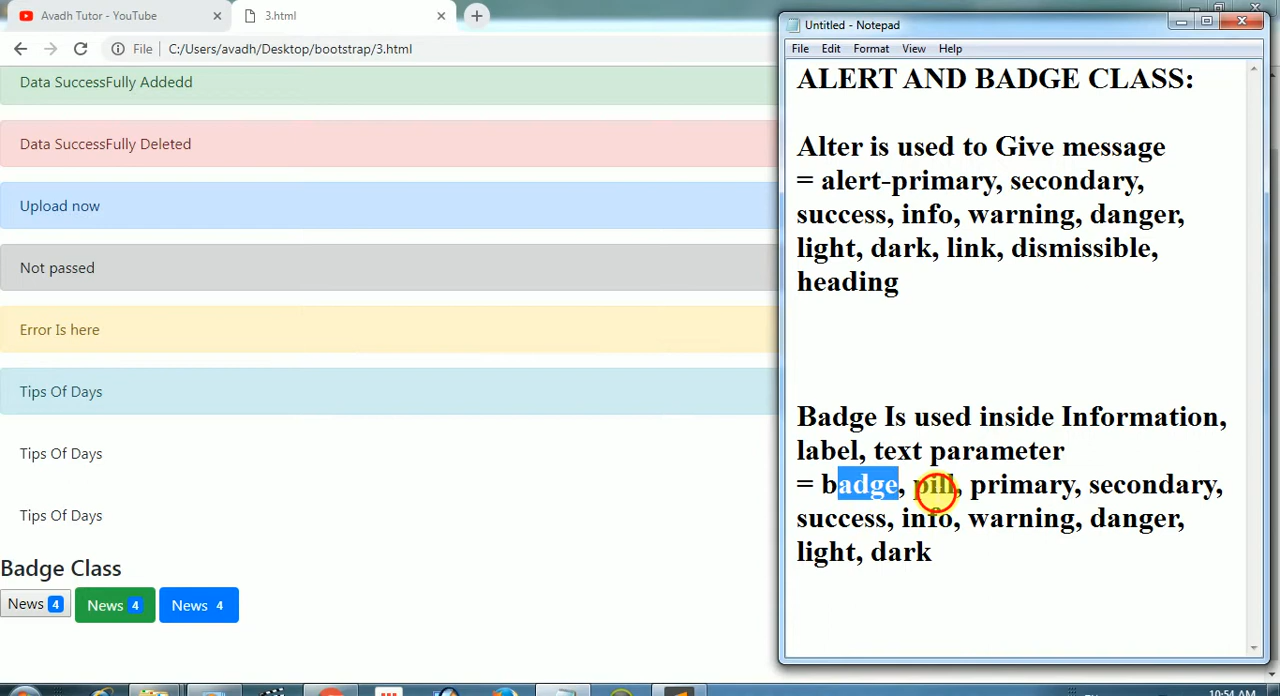 Avadh Tutor - YouTube
3.html
File
C:/Users/avadh/Desktop/bootstrap/3.html
Data SuccessFully Addedd
Data SuccessFully Deleted
Upload now
Not passed
Error Is here
Tips Of Days
Tips Of Days
Tips Of Days
Badge Class
News 4
News 4
News 4
Untitled - Notepad
File Edit Format View Help
ALERT AND BADGE CLASS:
Alter is used to Give message
= alert-primary, secondary,
success, info, warning, danger,
light, dark, link, dismissible,
heading
Badge Is used inside Information,
label, text parameter
= badge, pill, primary, secondary,
success, info, warning, danger,
light, dark
10:54 AM